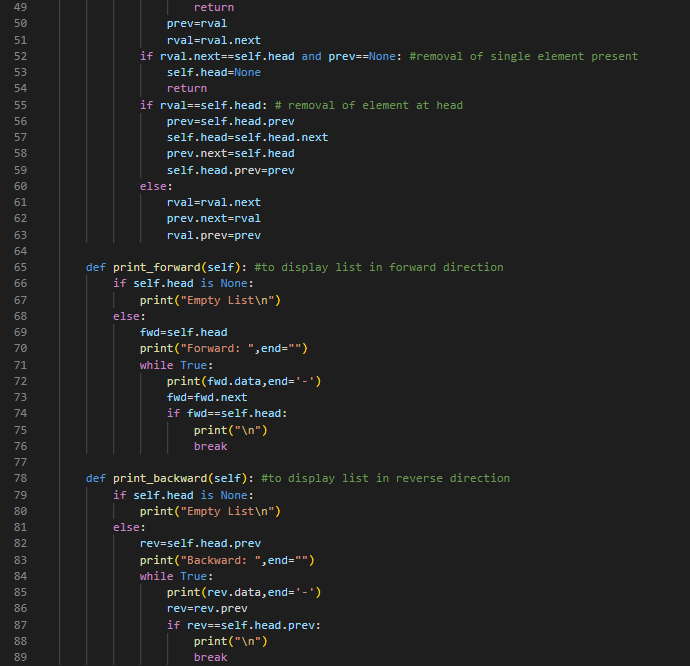 49 return
50 prev=rval
51 rval=rval.next
52 if rval.next==self.head and prev==None: #removal of single element present
53 self.head=None
54 return
55 if rval==self.head: # removal of element at head
56 prev=self.head.prev
57 self.head=self.head.next
58 prev.next=self.head
59 self.head.prev=prev
60 else:
61 rval=rval.next
62 prev.next=rval
63 rval.prev=prev
64
65 def print_forward(self): #to display list in forward direction
66 if self.head is None:
67 print("Empty List\n")
68 else:
69 fwd=self.head
70 print("Forward: ",end="")
71 while True:
72 print(fwd.data,end='-')
73 fwd=fwd.next
74 if fwd==self.head:
75 print("\n")
76 break
77
78 def print_backward(self): #to display list in reverse direction
79 if self.head is None:
80 print("Empty List\n")
81 else:
82 rev=self.head.prev
83 print("Backward: ",end="")
84 while True:
85 print(rev.data,end='-')
86 rev=rev.prev
87 if rev==self.head.prev:
88 print("\n")
89 break